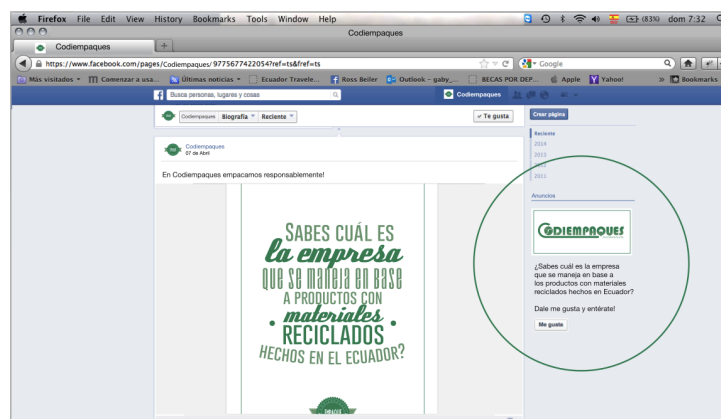 Firefox File Edit View History Bookmarks Tools Window Help (83%) dom 7:32
Codiempaques
Codiempaques +
https://www.facebook.com/pages/Codiempaques/9775677422054?ref=ts&fref=ts Google
Más visitados Comenzar a usa... Últimas noticias Ecuador Travele... Ross Beiler Outlook – gaby_... BECAS POR DEP... Apple Yahoo! » Bookmarks
Busca personas, lugares y cosas Codiempaques
Codiempaques Biografía Reciente ✓ Te gusta Crear página
Reciente
2014
2013
2011
Codiempaques
07 de Abril
En Codiempaques empacamos responsablemente!
SABES CUÁL ES
la empresa
QUE SE MANEJA EN BASE
A PRODUCTOS CON
materiales
RECICLADOS
HECHOS EN EL ECUADOR?
EMPAQUE
Anuncios
CODIEMPAQUES
¿Sabes cuál es la empresa
que se maneja en base a
los productos con materiales
reciclados hechos en Ecuador?
Dale me gusta y entérate!
Me gusta